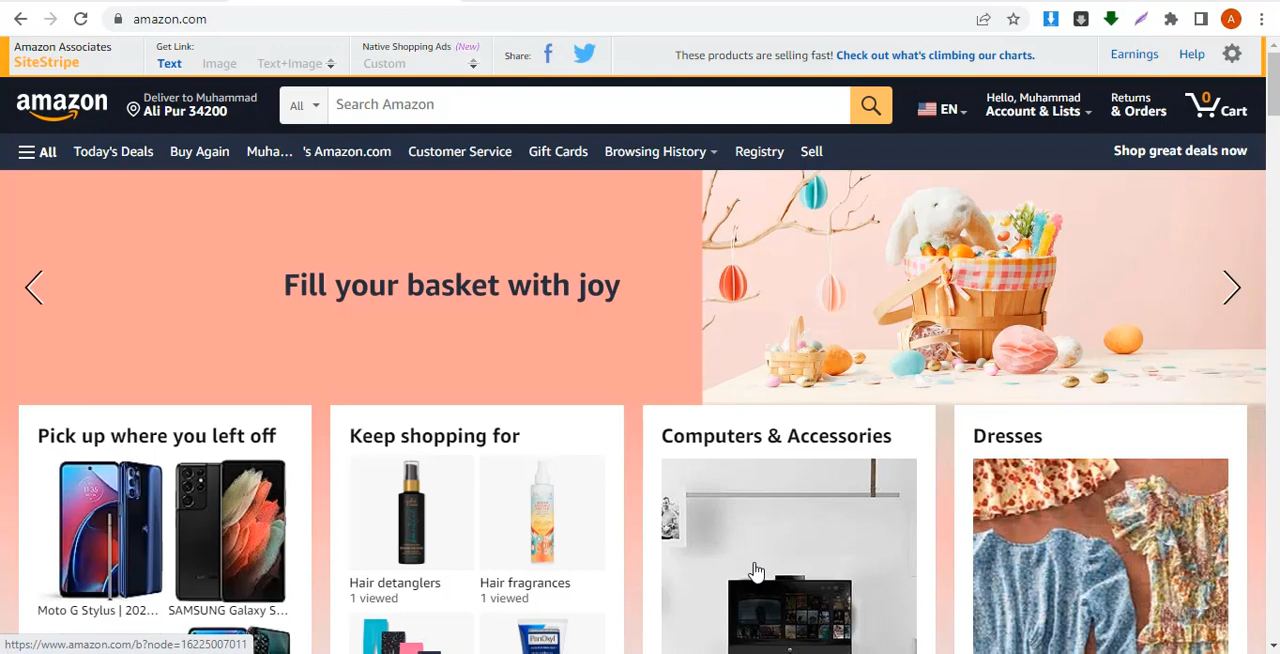 amazon.com
A
Amazon Associates
SiteStripe
Get Link:
Text
Image
Text+Image
Native Shopping Ads (New)
Custom
Share:
These products are selling fast! Check out what's climbing our charts.
Earnings
Help
amazon
Deliver to Muhammad
Ali Pur 34200
All
Search Amazon
EN
Hello, Muhammad
Account & Lists
Returns
& Orders
0
Cart
All
Today's Deals
Buy Again
Muha... 's Amazon.com
Customer Service
Gift Cards
Browsing History
Registry
Sell
Shop great deals now
Fill your basket with joy
Pick up where you left off
Keep shopping for
Computers & Accessories
Dresses
Hair detanglers
1 viewed
Hair fragrances
1 viewed
Moto G Stylus | 202...
SAMSUNG Galaxy S...
PanOxyl
https://www.amazon.com/b?node=16225007011